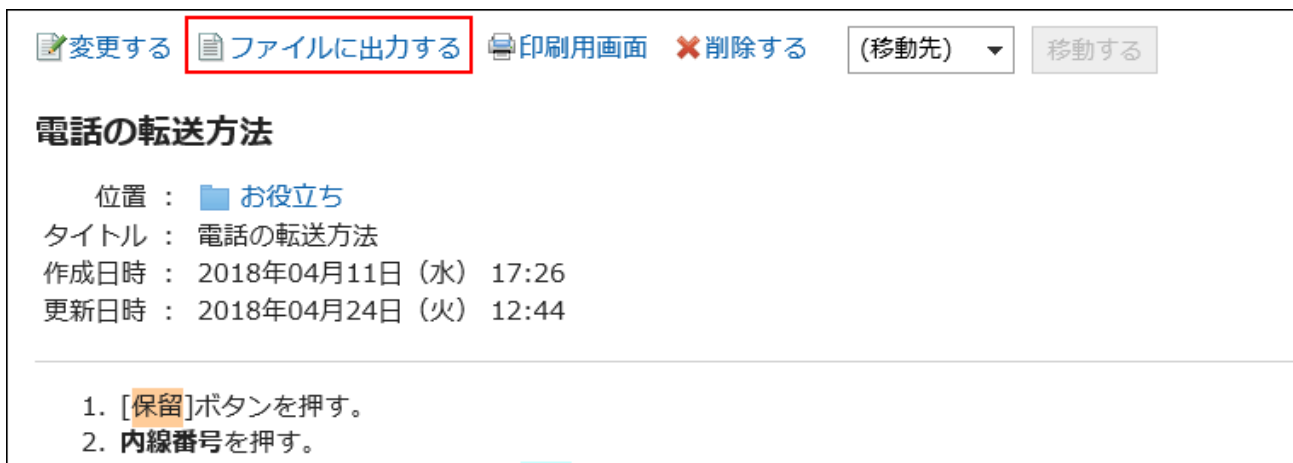 変更する ファイルに出力する 印刷用画面 削除する (移動先) 移動する
電話の転送方法
位置 : お役立ち
タイトル : 電話の転送方法
作成日時 : 2018年04月11日（水） 17:26
更新日時 : 2018年04月24日（火） 12:44
1. [保留]ボタンを押す。
2. 内線番号を押す。